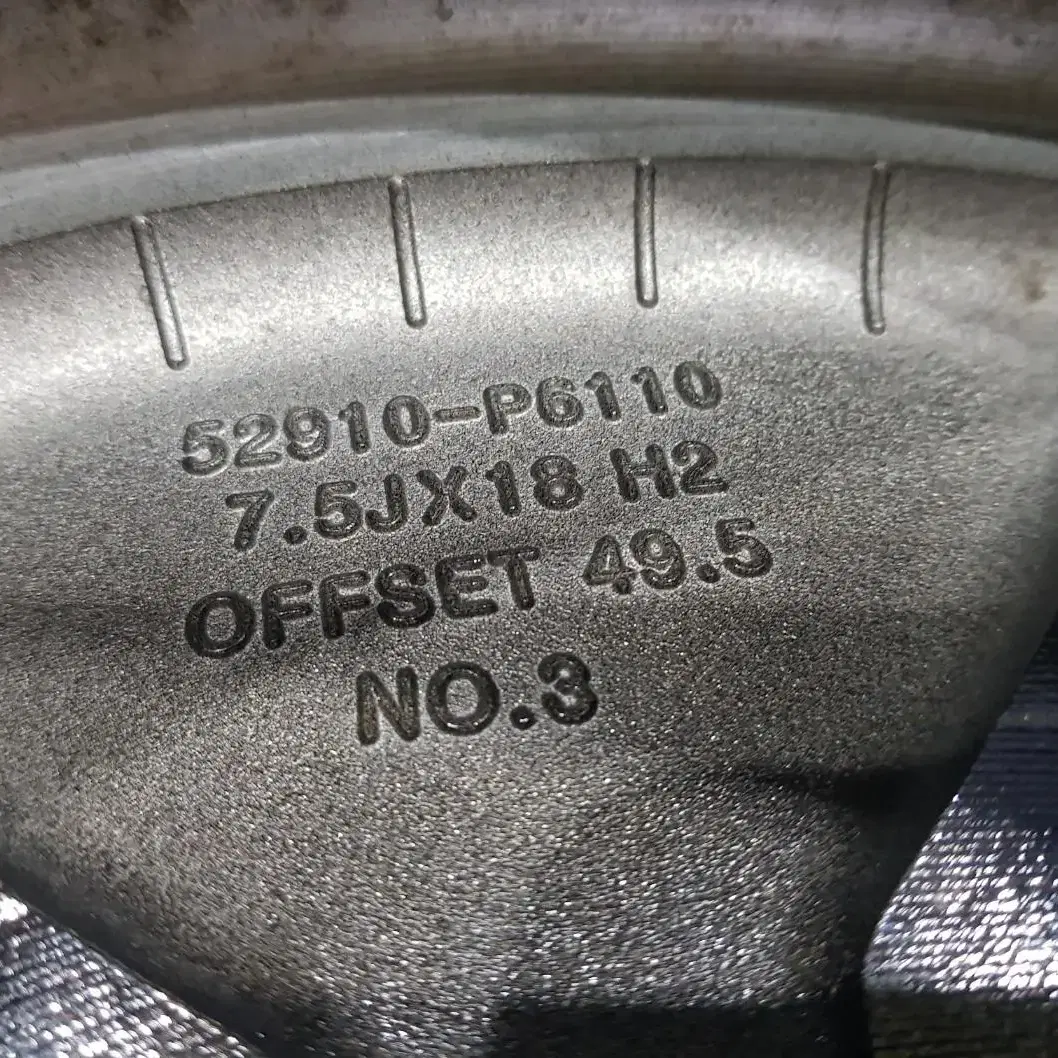 52910-P6110
7.5JX18 H2
OFFSET 49.5
NO.3